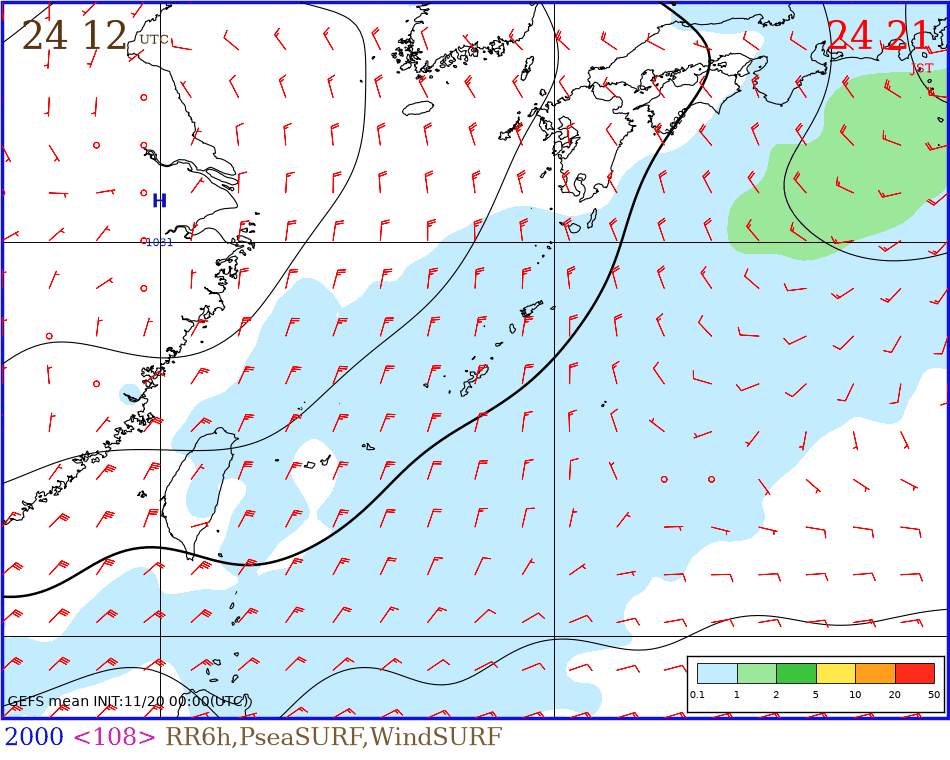 24 12 UTC
24 21
JST
H
1031
0.1 1 2 5 10 20 50
GEFS mean INIT:11/20 00:00(UTC)
2000 <108> RR6h,PseaSURF,WindSURF